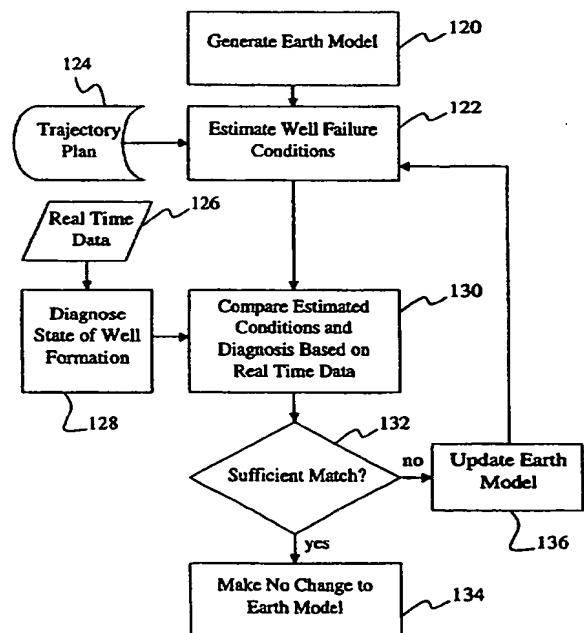 Generate Earth Model
120
124
Trajectory
Plan
Estimate Well Failure
Conditions
122
Real Time
Data
126
Diagnose
State of Well
Formation
128
Compare Estimated
Conditions and
Diagnosis Based on
Real Time Data
130
Sufficient Match?
132
no
Update Earth
Model
136
yes
Make No Change to
Earth Model
134